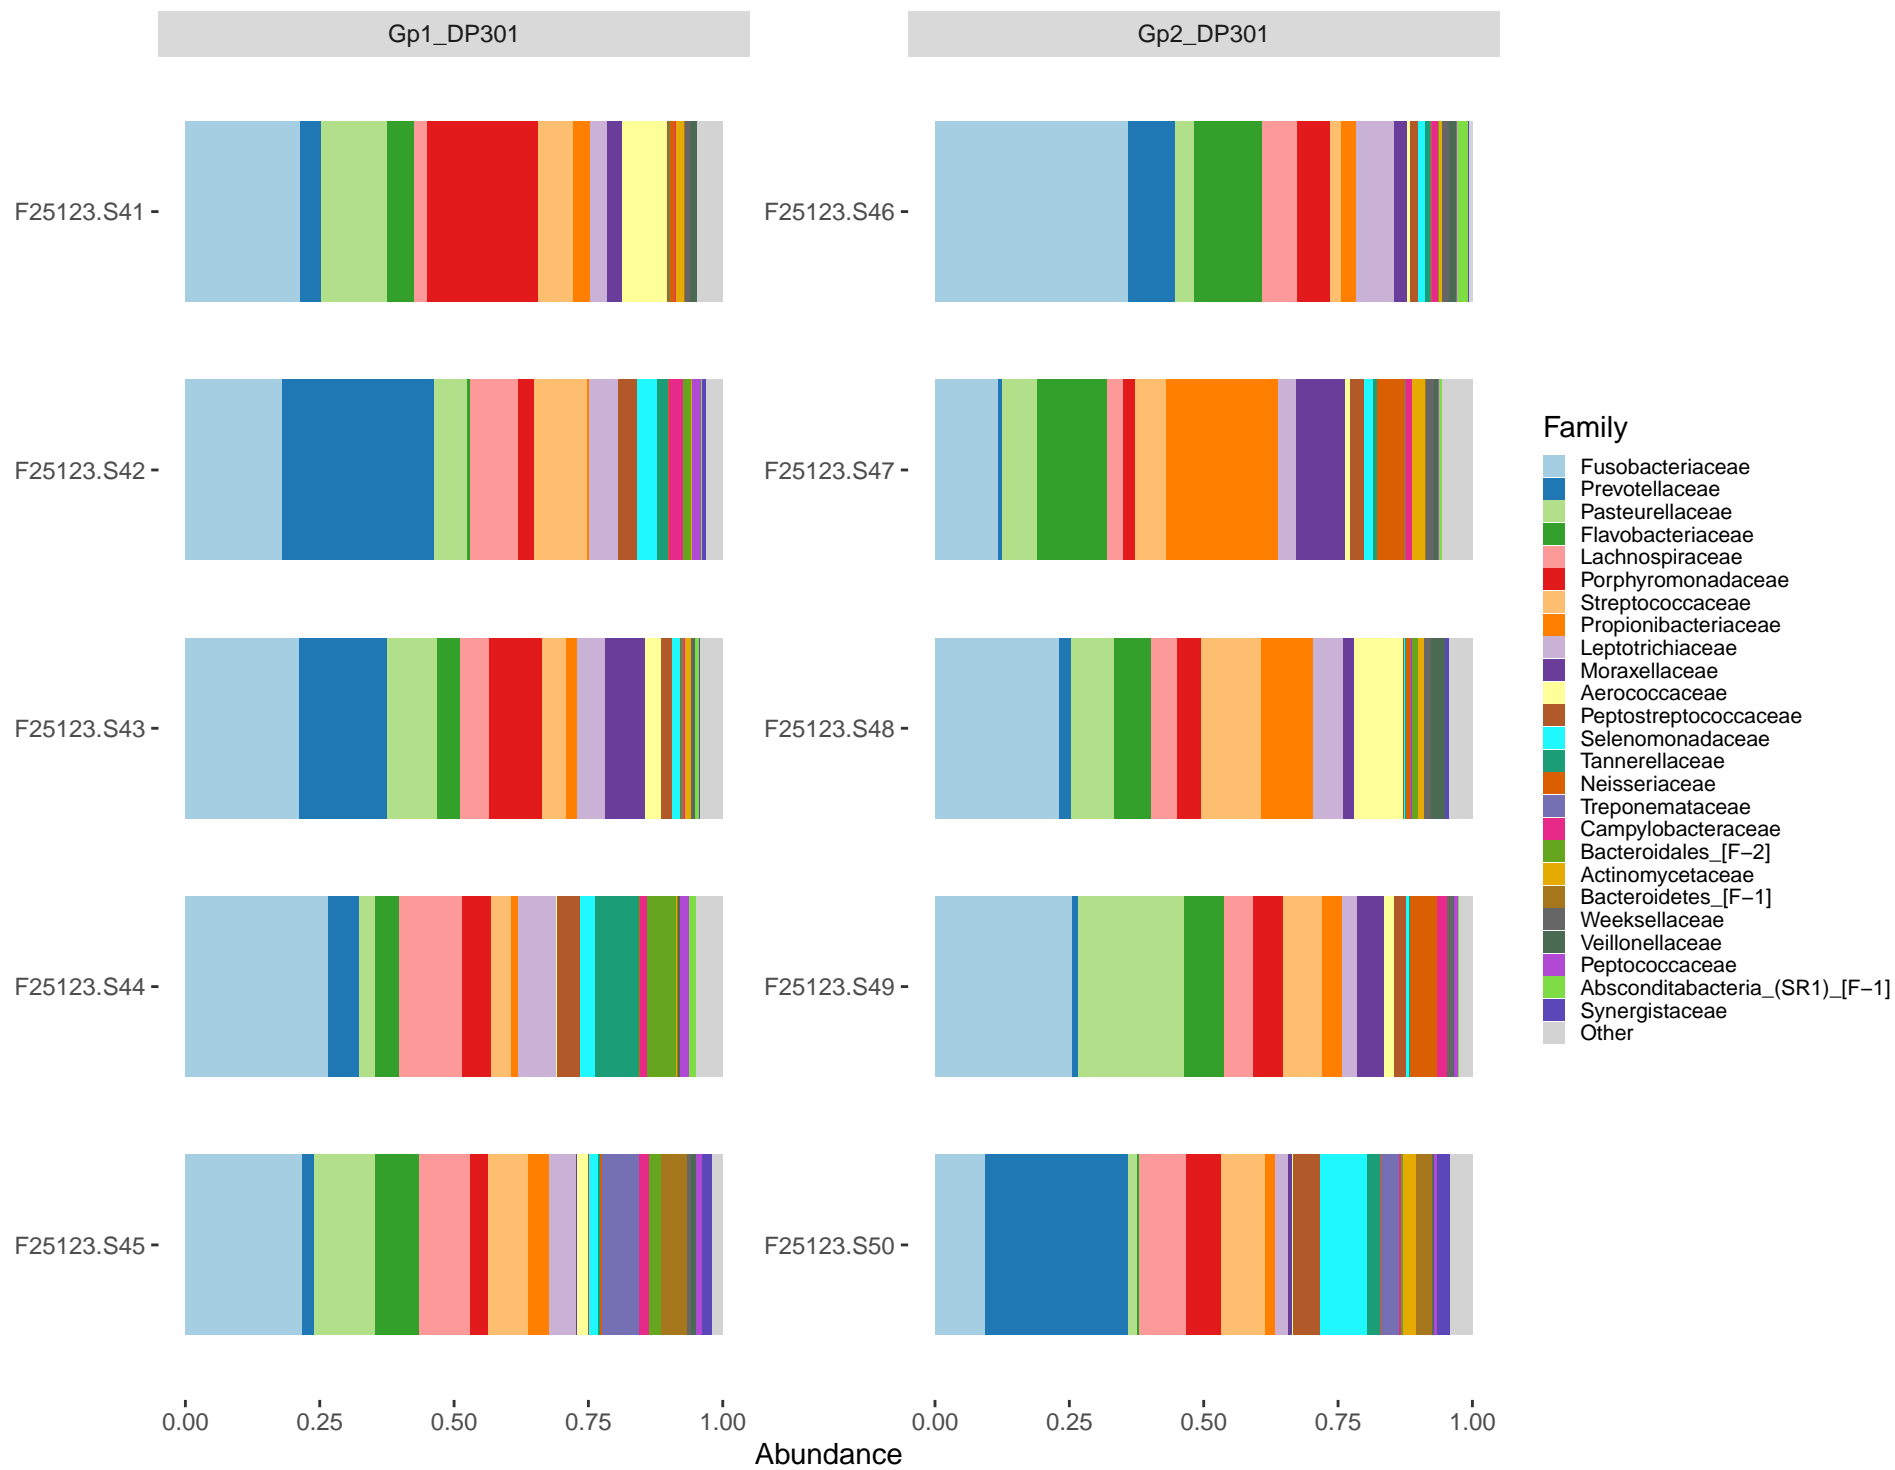 Gp1_DP301
Gp2_DP301
F25123.S41
F25123.S46
F25123.S42
F25123.S47
F25123.S43
F25123.S48
F25123.S44
F25123.S49
F25123.S45
F25123.S50
0.00 0.25 0.50 0.75 1.00
0.00 0.25 0.50 0.75 1.00
Abundance
Family
Fusobacteriaceae
Prevotellaceae
Pasteurellaceae
Flavobacteriaceae
Lachnospiraceae
Porphyromonadaceae
Streptococcaceae
Propionibacteriaceae
Leptotrichiaceae
Moraxellaceae
Aerococcaceae
Peptostreptococcaceae
Selenomonadaceae
Tannerellaceae
Neisseriaceae
Treponemataceae
Campylobacteraceae
Bacteroidales_[F−2]
Actinomycetaceae
Bacteroidetes_[F−1]
Weeksellaceae
Veillonellaceae
Peptococcaceae
Absconditabacteria_(SR1)_[F−1]
Synergistaceae
Other